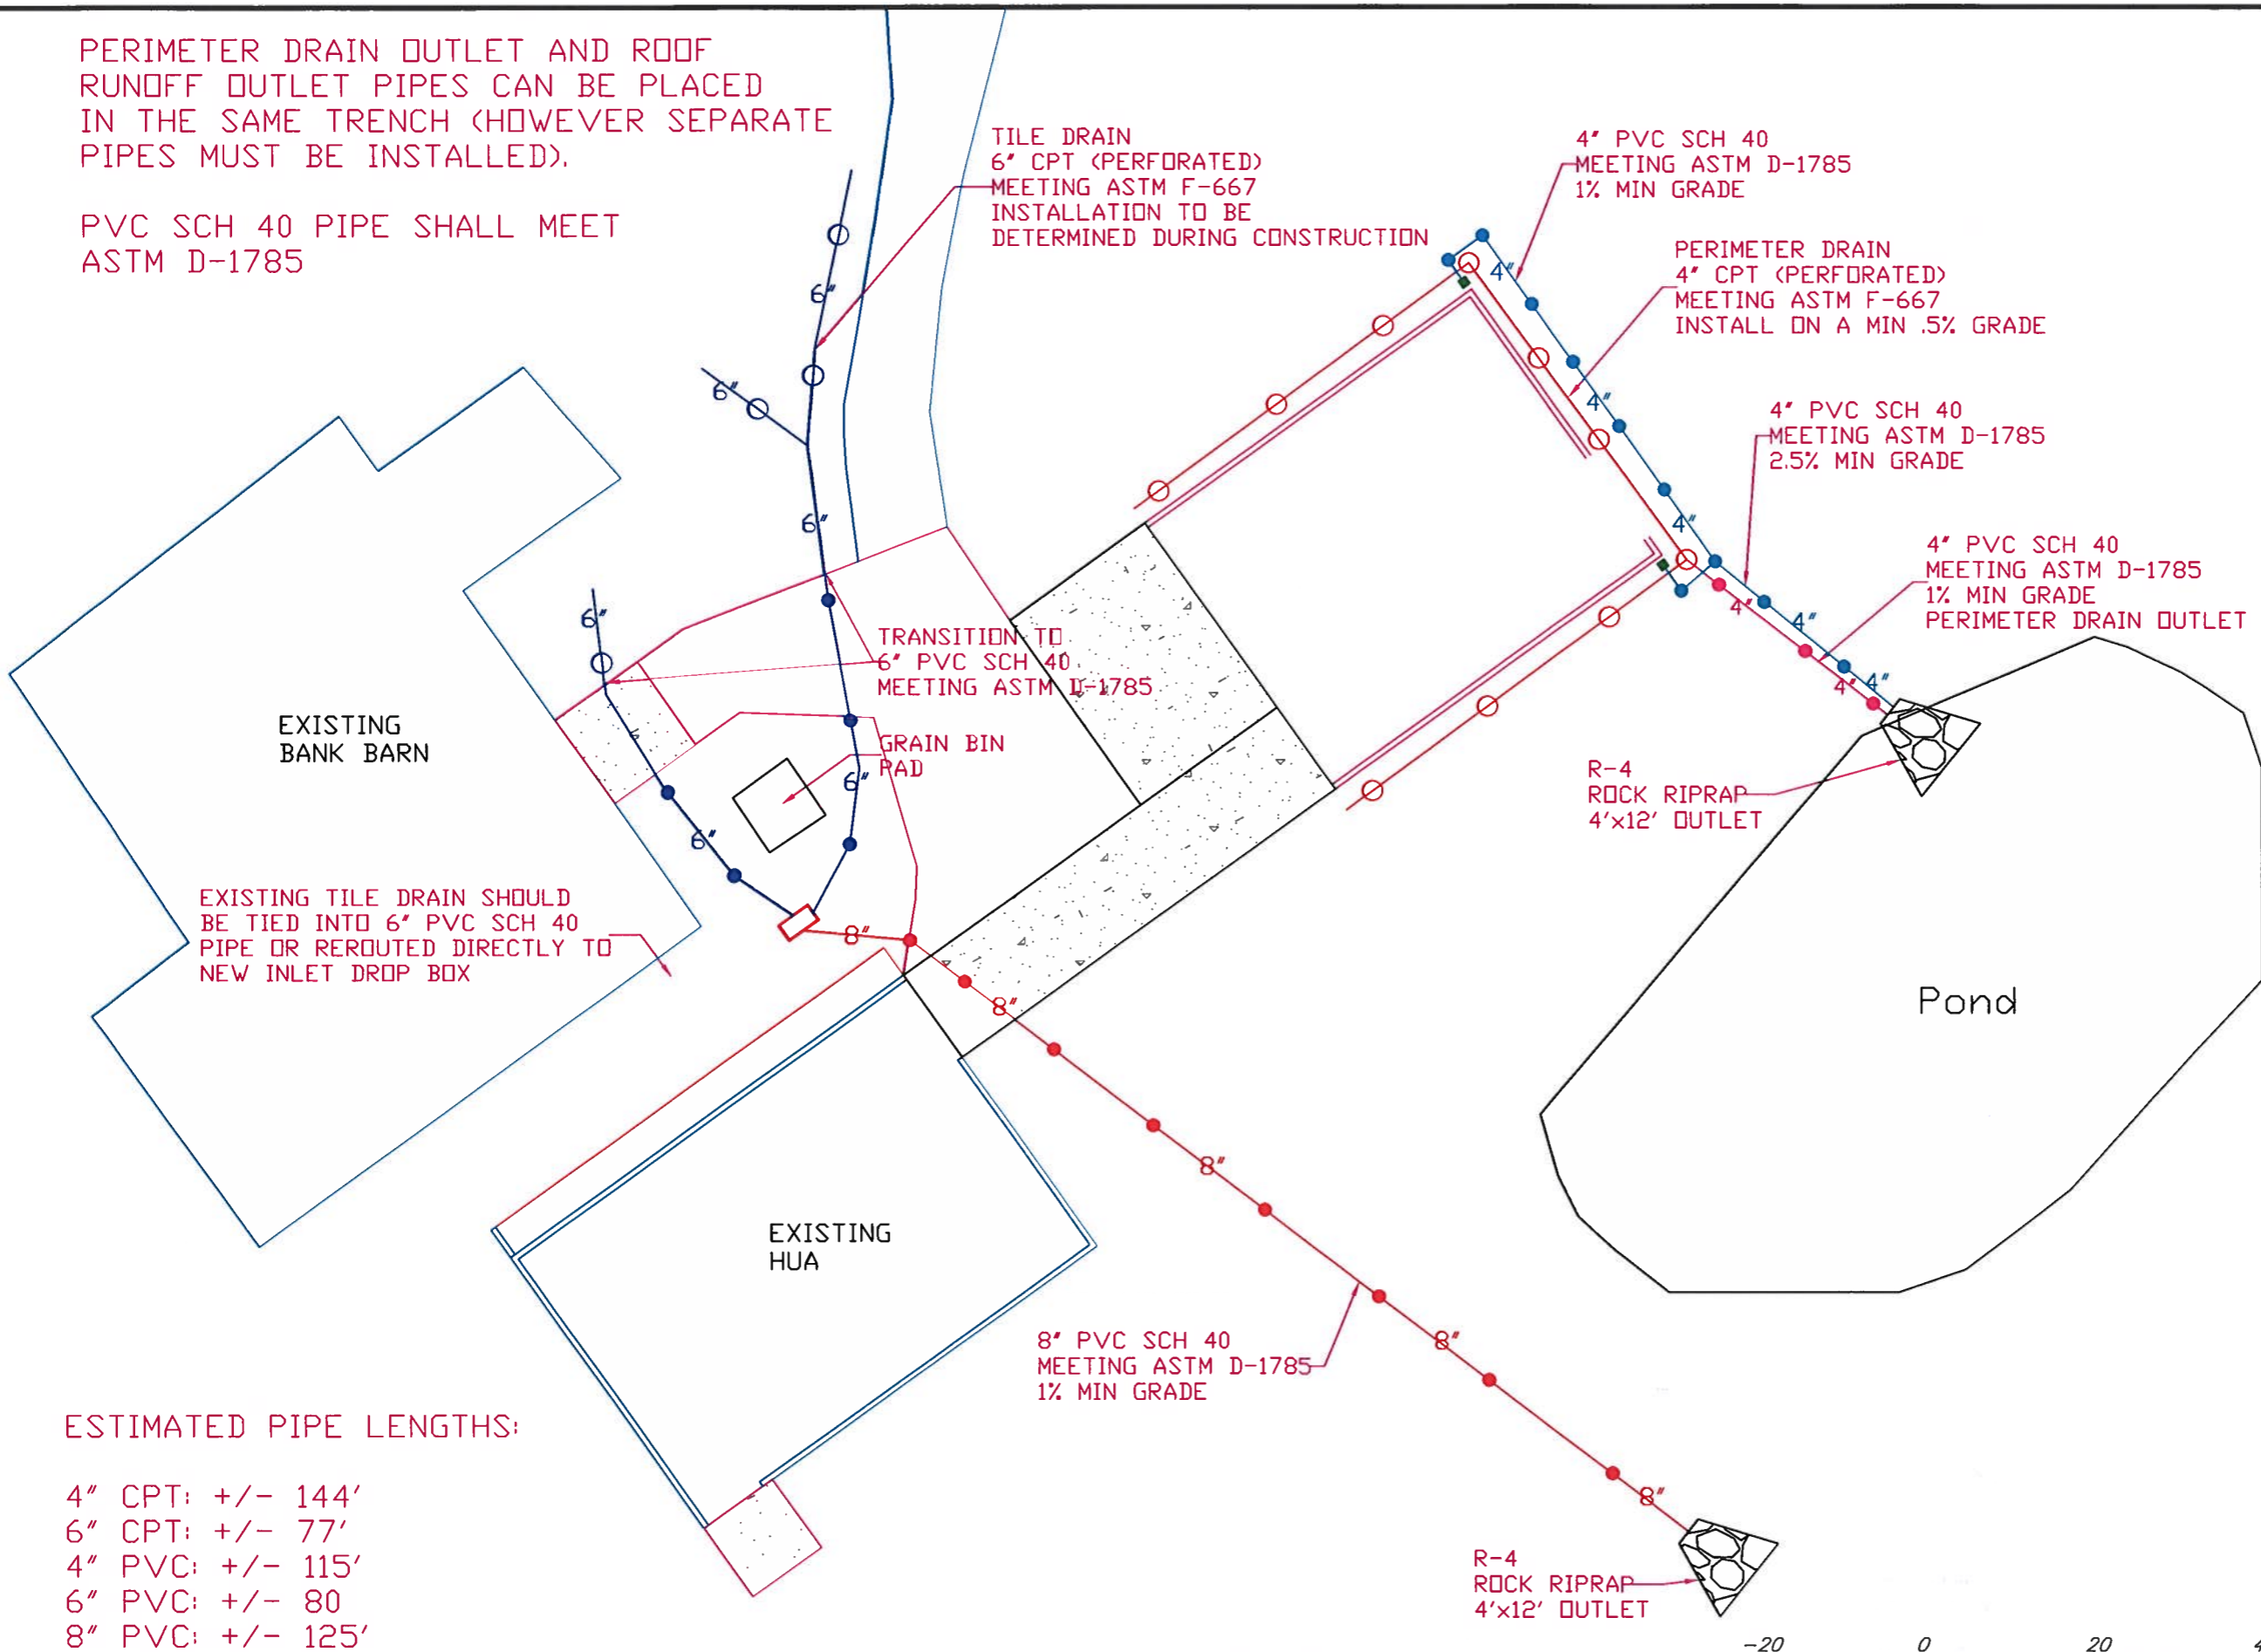 PERIMETER DRAIN OUTLET AND ROOF
RUNOFF OUTLET PIPES CAN BE PLACED
IN THE SAME TRENCH (HOWEVER SEPARATE
PIPES MUST BE INSTALLED).
PVC SCH 40 PIPE SHALL MEET
ASTM D-1785
TILE DRAIN
6" CPT (PERFORATED)
MEETING ASTM F-667
INSTALLATION TO BE
DETERMINED DURING CONSTRUCTION
4" PVC SCH 40
MEETING ASTM D-1785
1% MIN GRADE
PERIMETER DRAIN
4" CPT (PERFORATED)
MEETING ASTM F-667
INSTALL ON A MIN .5% GRADE
4" PVC SCH 40
MEETING ASTM D-1785
2.5% MIN GRADE
4" PVC SCH 40
MEETING ASTM D-1785
1% MIN GRADE
PERIMETER DRAIN OUTLET
4"
4"
4"
4"
4"
4"
4"
6"
6"
6"
6"
6"
6"
TRANSITION TO
6" PVC SCH 40
MEETING ASTM D-1785
GRAIN BIN
PAD
EXISTING
BANK BARN
R-4
ROCK RIPRAP
4'x12' OUTLET
EXISTING TILE DRAIN SHOULD
BE TIED INTO 6" PVC SCH 40
PIPE OR REROUTED DIRECTLY TO
NEW INLET DROP BOX
8"
8"
8"
8"
8"
Pond
EXISTING
HUA
8" PVC SCH 40
MEETING ASTM D-1785
1% MIN GRADE
ESTIMATED PIPE LENGTHS:
4" CPT: +/- 144'
6" CPT: +/- 77'
4" PVC: +/- 115'
6" PVC: +/- 80
8" PVC: +/- 125'
R-4
ROCK RIPRAP
4'x12' OUTLET
-20 0 20